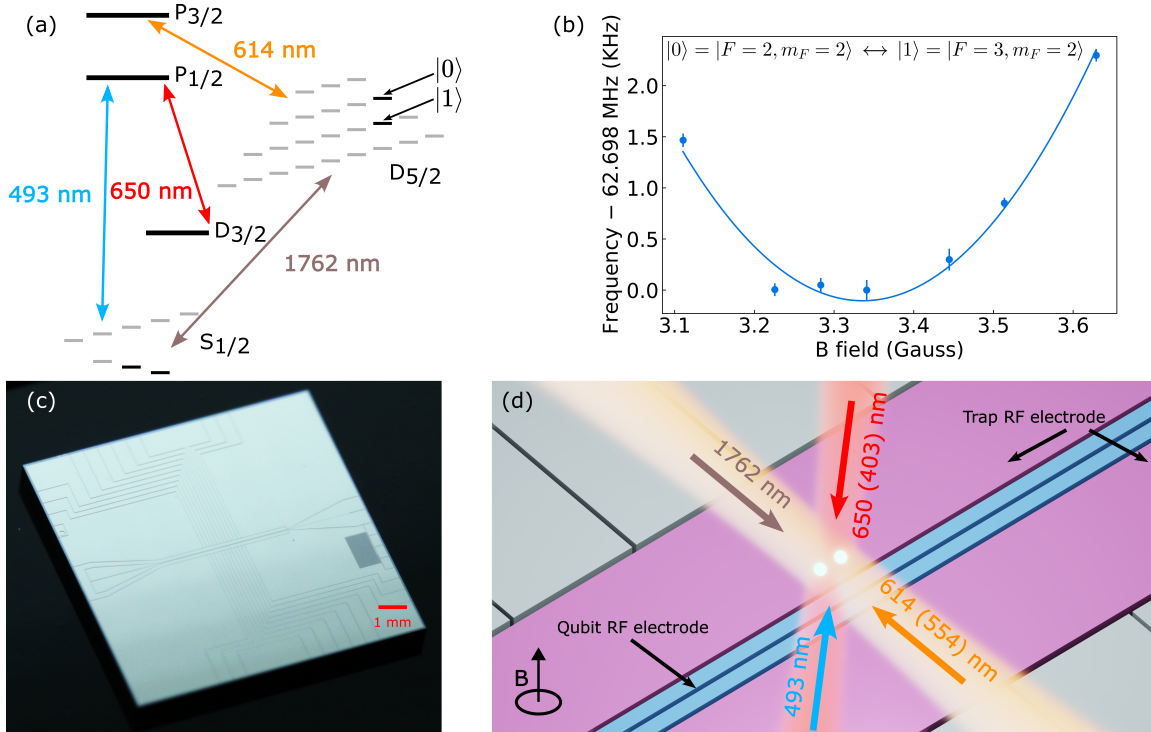 (a)
P3/2
614 nm
|0⟩
P1/2
|1⟩
D5/2
493 nm
650 nm
D3/2
1762 nm
S1/2
(b)
|0⟩ = |F = 2, mF = 2⟩ ↔ |1⟩ = |F = 3, mF = 2⟩
Frequency − 62.698 MHz (KHz)
2.0
1.5
1.0
0.5
0.0
3.1 3.2 3.3 3.4 3.5 3.6
B field (Gauss)
(c)
1 mm
(d)
1762 nm
650 (403) nm
Trap RF electrode
614 (554) nm
Qubit RF electrode
493 nm
B